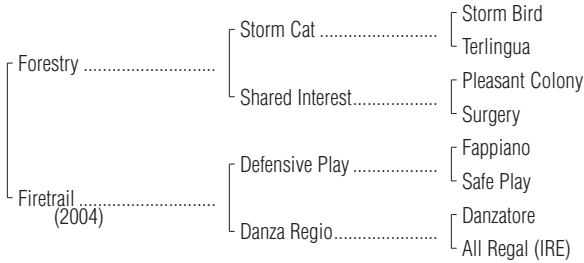 Storm Bird
Storm Cat ......................
Terlingua
Forestry .........................
Pleasant Colony
Shared Interest................
Surgery
Fappiano
Defensive Play ................
Safe Play
Firetrail ..........................
(2004)
Danzatore
Danza Regio....................
All Regal (IRE)